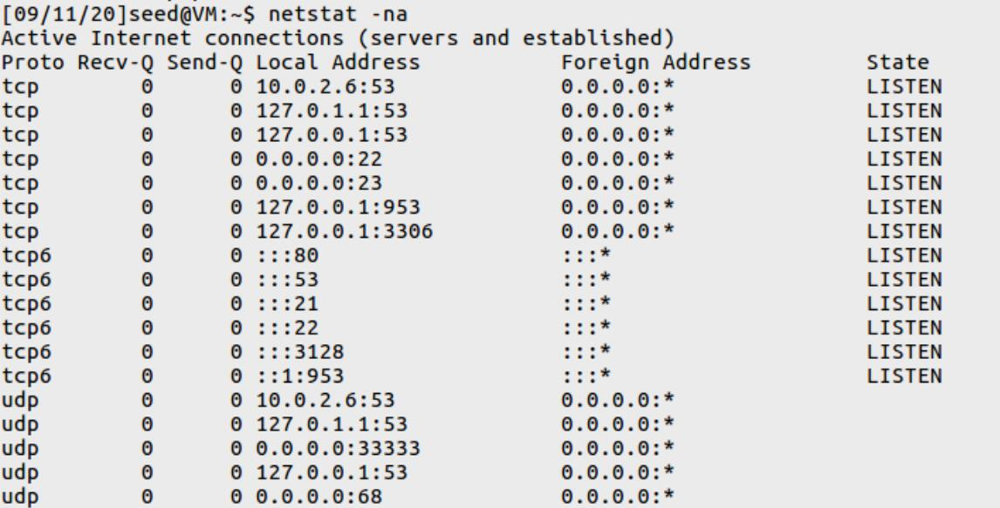 [09/11/20]seed@VM:~$ netstat -na
Active Internet connections (servers and established)
Proto Recv-Q Send-Q Local Address           Foreign Address         State
tcp        0      0 10.0.2.6:53             0.0.0.0:*               LISTEN
tcp        0      0 127.0.1.1:53            0.0.0.0:*               LISTEN
tcp        0      0 127.0.0.1:53            0.0.0.0:*               LISTEN
tcp        0      0 0.0.0.0:22              0.0.0.0:*               LISTEN
tcp        0      0 0.0.0.0:23              0.0.0.0:*               LISTEN
tcp        0      0 127.0.0.1:953           0.0.0.0:*               LISTEN
tcp        0      0 127.0.0.1:3306          0.0.0.0:*               LISTEN
tcp6       0      0 :::80                   :::*                    LISTEN
tcp6       0      0 :::53                   :::*                    LISTEN
tcp6       0      0 :::21                   :::*                    LISTEN
tcp6       0      0 :::22                   :::*                    LISTEN
tcp6       0      0 :::3128                 :::*                    LISTEN
tcp6       0      0 ::1:953                 :::*                    LISTEN
udp        0      0 10.0.2.6:53             0.0.0.0:*
udp        0      0 127.0.1.1:53            0.0.0.0:*
udp        0      0 0.0.0.0:33333           0.0.0.0:*
udp        0      0 127.0.0.1:53            0.0.0.0:*
udp        0      0 0.0.0.0:68              0.0.0.0:*